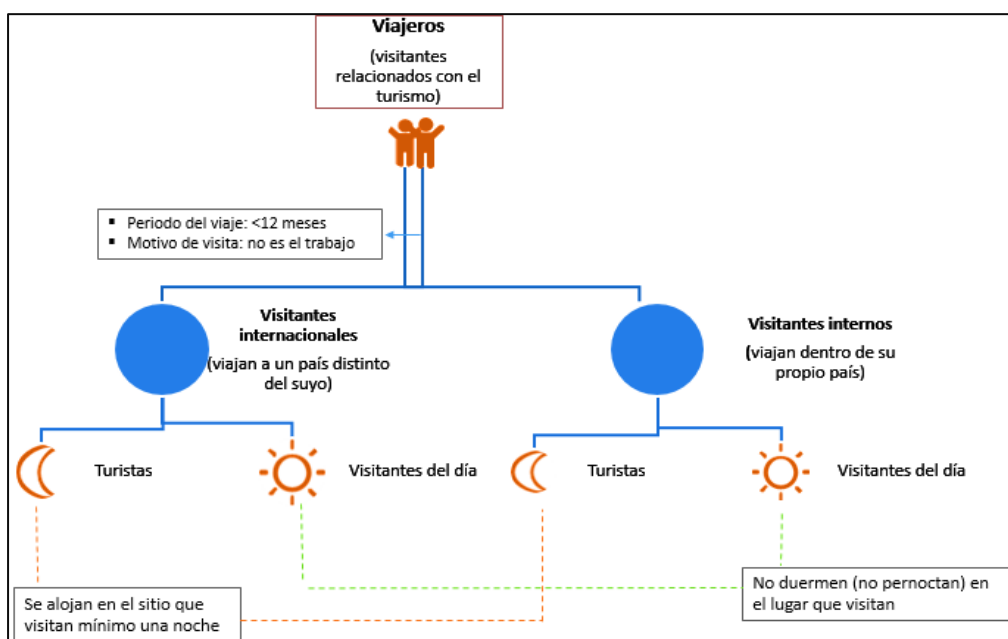 Viajeros
(visitantes
relacionados con el
turismo)
▪ Periodo del viaje: <12 meses
▪ Motivo de visita: no es el trabajo
Visitantes
internacionales
(viajan a un país distinto
del suyo)
Visitantes internos
(viajan dentro de su
propio país)
Turistas
Visitantes del día
Turistas
Visitantes del día
Se alojan en el sitio que
visitan mínimo una noche
No duermen (no pernoctan) en
el lugar que visitan